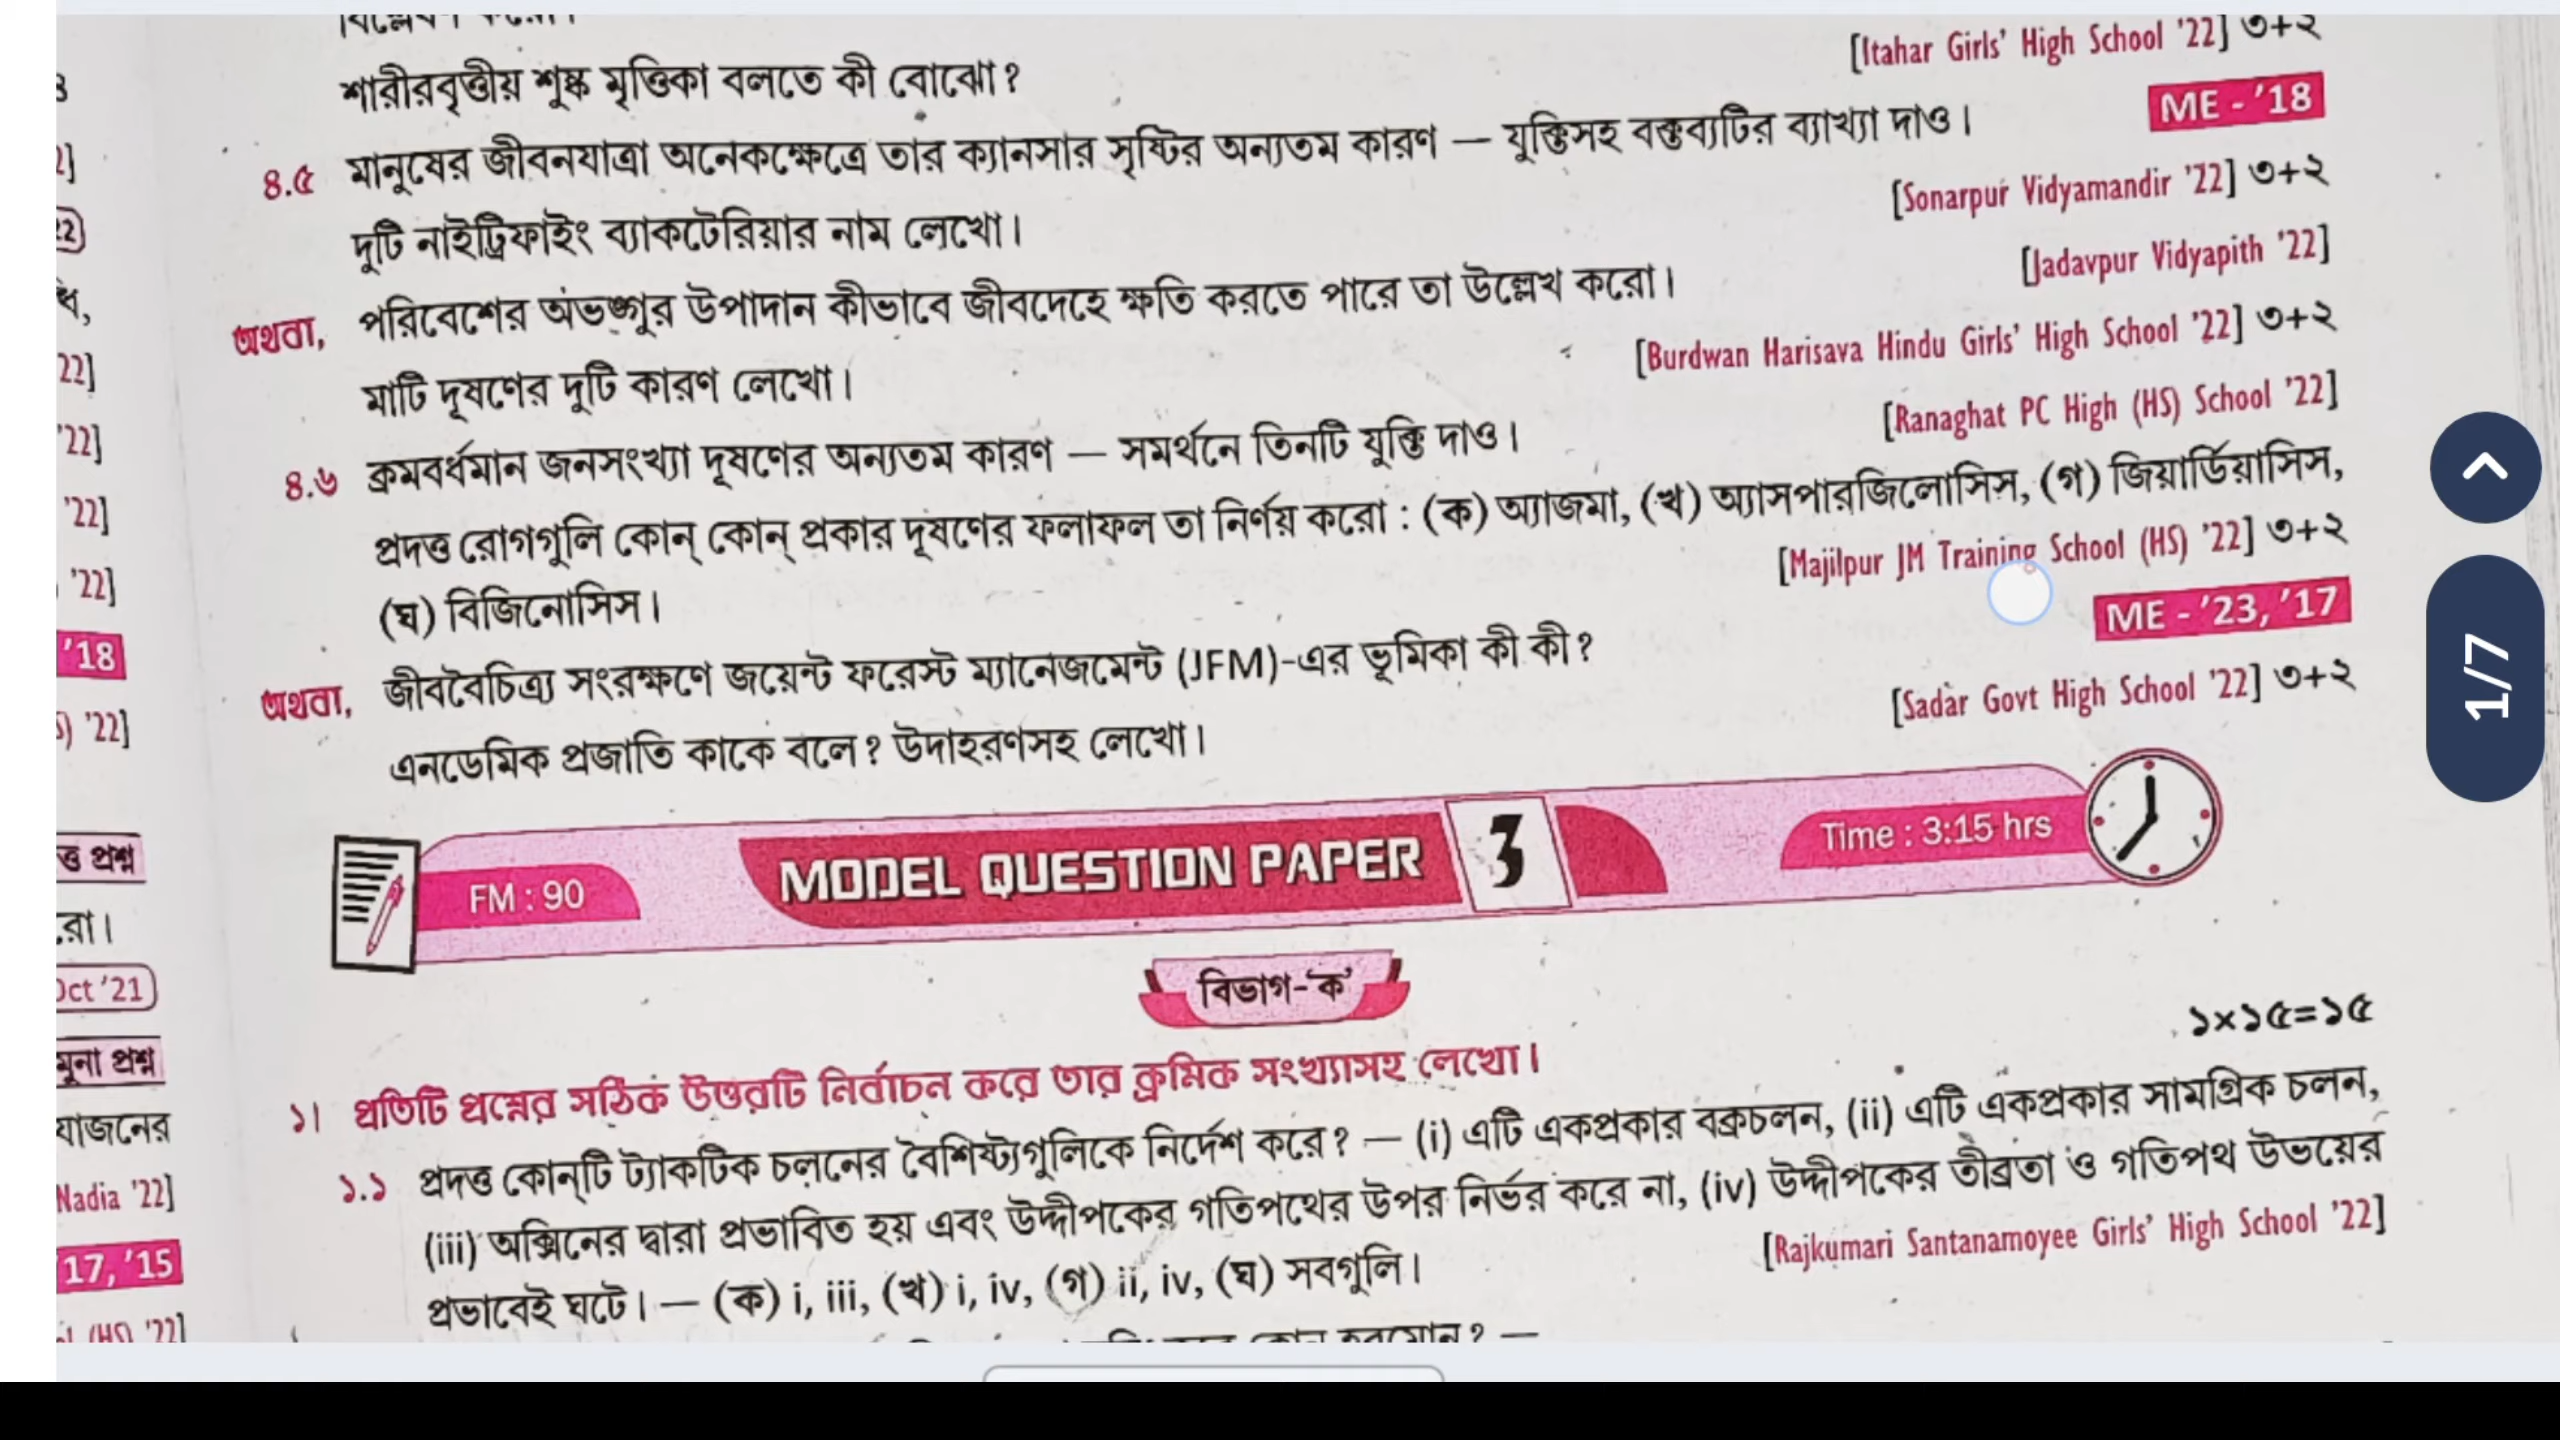 [Itahar Girls' High School '22] ৩+২
শারীরবৃত্তীয় শুষ্ক মৃত্তিকা বলতে কী বোঝো?
ME - '18
৪.৫ মানুষের জীবনযাত্রা অনেকক্ষেত্রে তার ক্যানসার সৃষ্টির অন্যতম কারণ — যুক্তিসহ বক্তব্যটির ব্যাখ্যা দাও।
[Sonarpur Vidyamandir '22] ৩+২
দুটি নাইট্রিফাইং ব্যাকটেরিয়ার নাম লেখো।
[Jadavpur Vidyapith '22]
অথবা, পরিবেশের অভঙ্গুর উপাদান কীভাবে জীবদেহে ক্ষতি করতে পারে তা উল্লেখ করো।
[Burdwan Harisava Hindu Girls' High School '22] ৩+২
মাটি দূষণের দুটি কারণ লেখো।
[Ranaghat PC High (HS) School '22]
৪.৬ ক্রমবর্ধমান জনসংখ্যা দূষণের অন্যতম কারণ — সমর্থনে তিনটি যুক্তি দাও।
প্রদত্ত রোগগুলি কোন্ কোন্ প্রকার দূষণের ফলাফল তা নির্ণয় করো : (ক) অ্যাজমা, (খ) অ্যাসপারজিলোসিস, (গ) জিয়ার্ডিয়াসিস,
(ঘ) বিজিনোসিস।
[Majilpur JM Training School (HS) '22] ৩+২
ME - '23, '17
অথবা, জীববৈচিত্র্য সংরক্ষণে জয়েন্ট ফরেস্ট ম্যানেজমেন্ট (JFM)-এর ভূমিকা কী কী?
[Sadar Govt High School '22] ৩+২
এনডেমিক প্রজাতি কাকে বলে? উদাহরণসহ লেখো।
FM : 90
MODEL QUESTION PAPER 3
Time : 3:15 hrs
বিভাগ-'ক'
১×১৫=১৫
১। প্রতিটি প্রশ্নের সঠিক উত্তরটি নির্বাচন করে তার ক্রমিক সংখ্যাসহ লেখো।
১.১ প্রদত্ত কোন্‌টি ট্যাকটিক চলনের বৈশিষ্ট্যগুলিকে নির্দেশ করে? — (i) এটি একপ্রকার বক্রচলন, (ii) এটি একপ্রকার সামগ্রিক চলন,
(iii) অক্সিনের দ্বারা প্রভাবিত হয় এবং উদ্দীপকের গতিপথের উপর নির্ভর করে না, (iv) উদ্দীপকের তীব্রতা ও গতিপথ উভয়ের
প্রভাবেই ঘটে। — (ক) i, iii, (খ) i, iv, (গ) ii, iv, (ঘ) সবগুলি।
[Rajkumari Santanamoyee Girls' High School '22]
22]
'22]
'22]
'22]
'18
'22]
প্রশ্ন
Oct '21
প্রশ্ন
Nadia '22]
17, '15
1/7